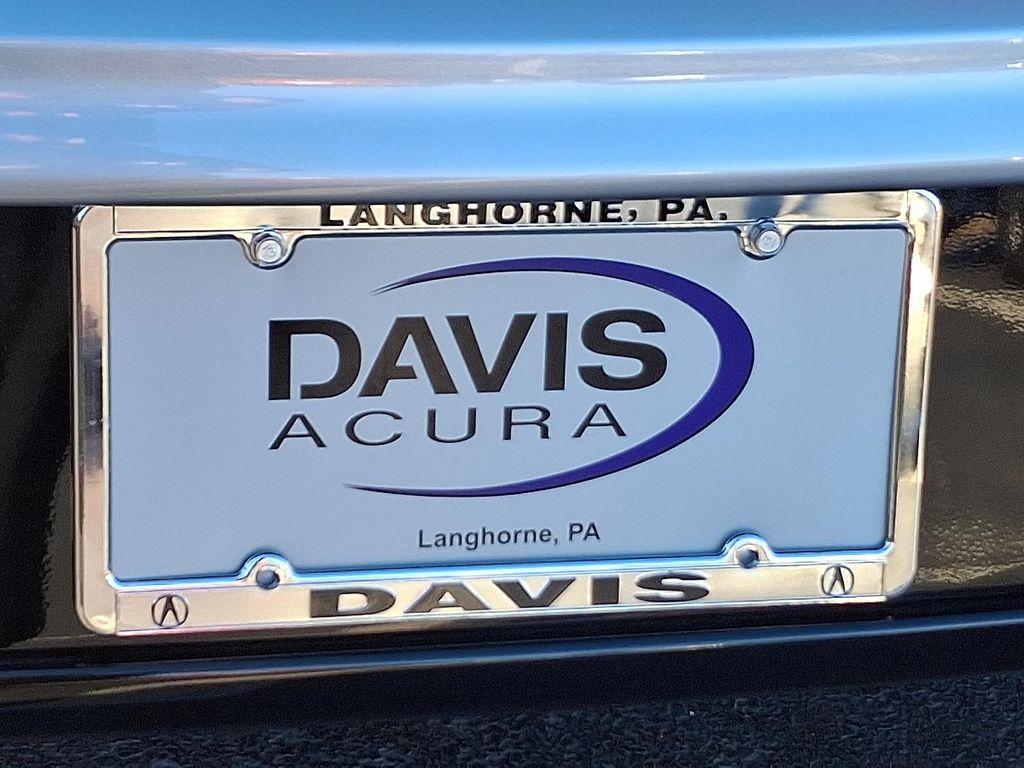 LANGHORNE, PA.
DAVIS
ACURA
Langhorne, PA
DAVIS